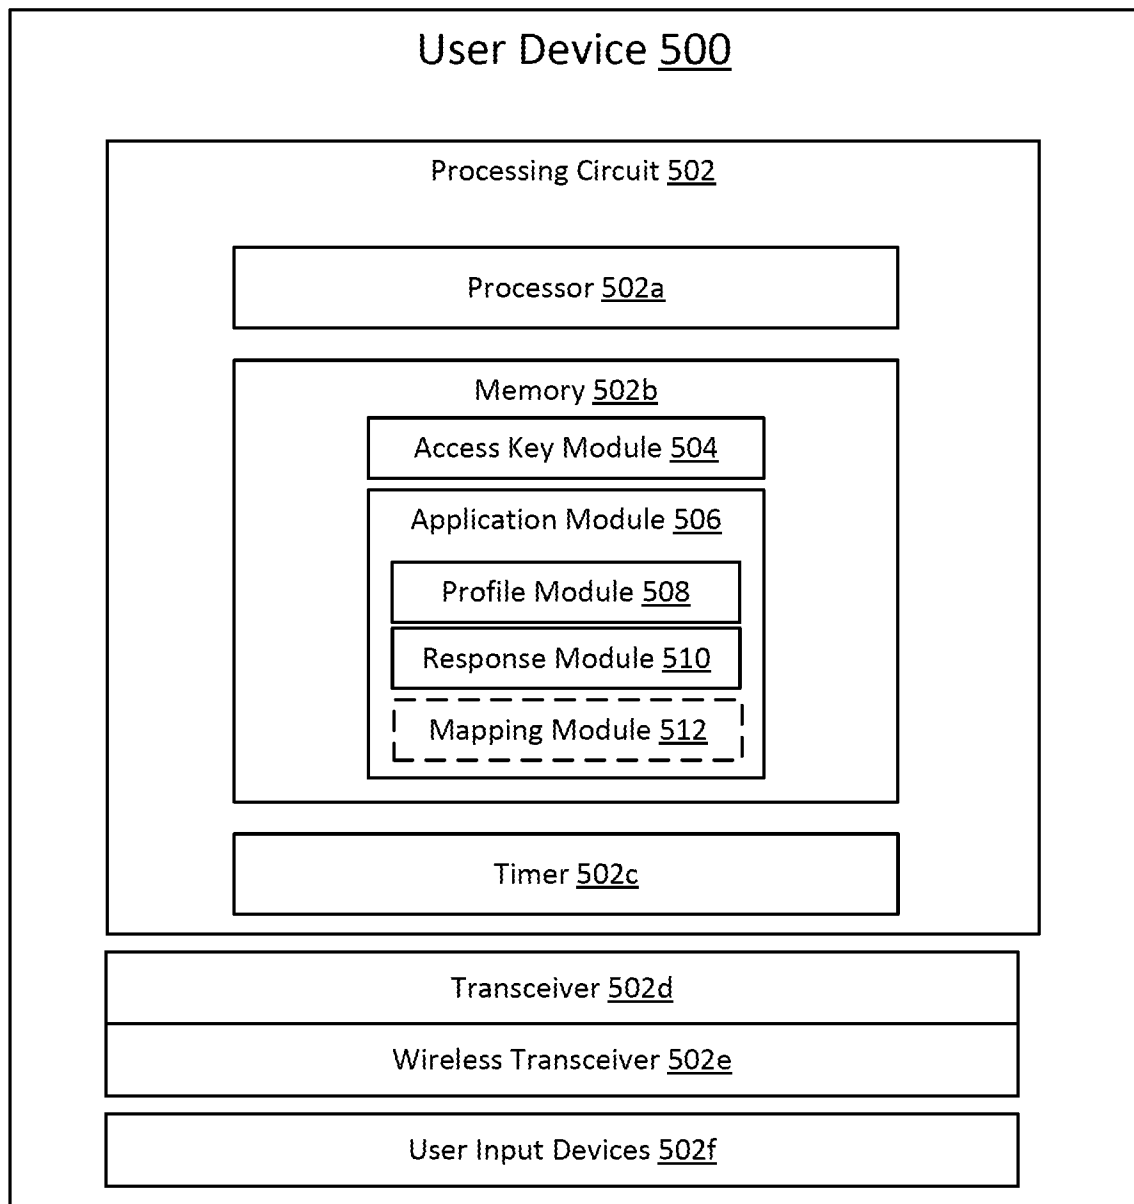 User Device 500
Processing Circuit 502
Processor 502a
Memory 502b
Access Key Module 504
Application Module 506
Profile Module 508
Response Module 510
Mapping Module 512
Timer 502c
Transceiver 502d
Wireless Transceiver 502e
User Input Devices 502f